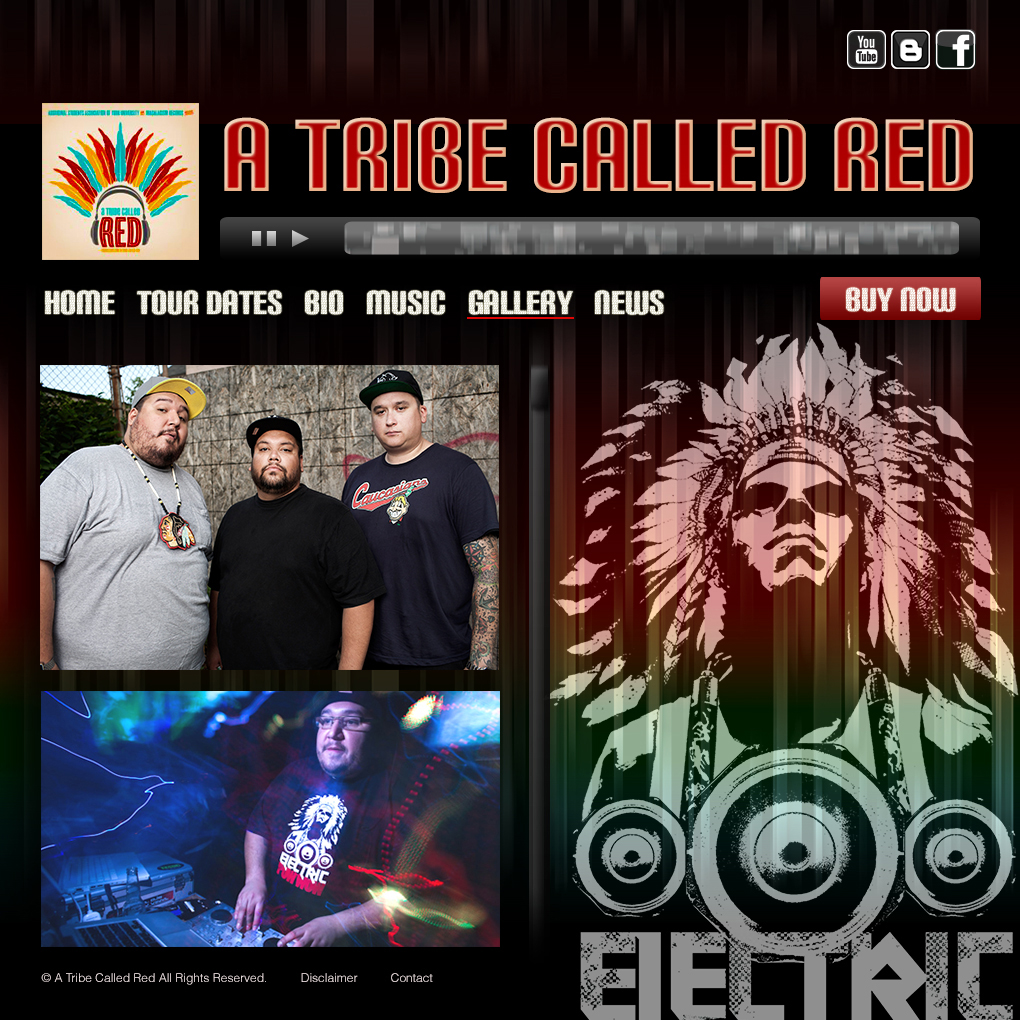 You
Tube
A TRIBE CALLED
RED
A TRIBE CALLED RED
HOME TOUR DATES BIO MUSIC GALLERY NEWS
BUY NOW
Caucasians
ELECTRIC
ELECTRIC
© A Tribe Called Red All Rights Reserved. Disclaimer Contact